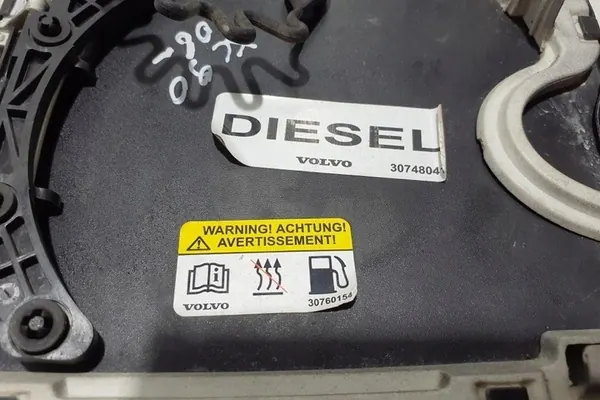 DIESEL
VOLVO 3074804
WARNING! ACHTUNG!
AVERTISSEMENT!
VOLVO 30760154